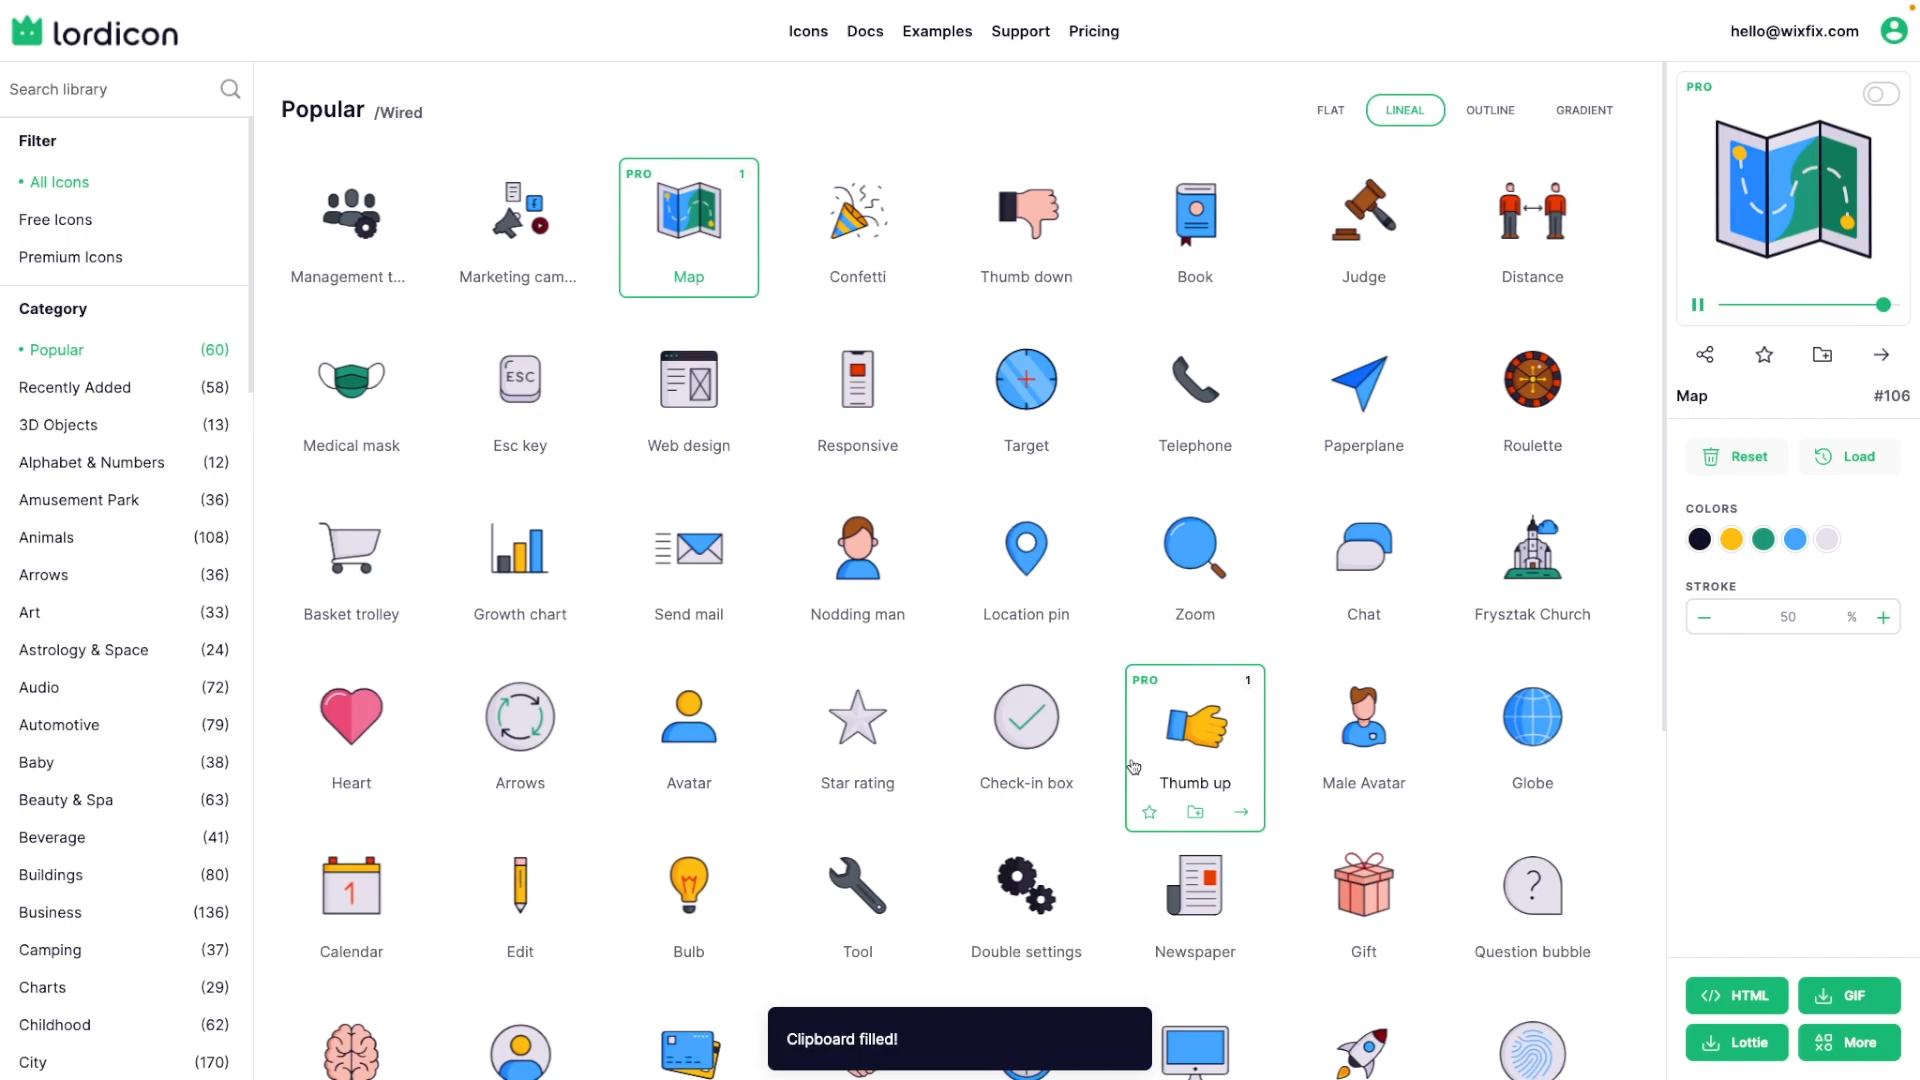 lordicon
Icons
Docs
Examples
Support
Pricing
hello@wixfix.com
Search library
Filter
• All Icons
Free Icons
Premium Icons
Category
• Popular (60)
Recently Added (58)
3D Objects (13)
Alphabet & Numbers (12)
Amusement Park (36)
Animals (108)
Arrows (36)
Art (33)
Astrology & Space (24)
Audio (72)
Automotive (79)
Baby (38)
Beauty & Spa (63)
Beverage (41)
Buildings (80)
Business (136)
Camping (37)
Charts (29)
Childhood (62)
City (170)
Popular /Wired
FLAT
LINEAL
OUTLINE
GRADIENT
PRO 1
Management t...
Marketing cam...
Map
Confetti
Thumb down
Book
Judge
Distance
ESC
Medical mask
Esc key
Web design
Responsive
Target
Telephone
Paperplane
Roulette
Basket trolley
Growth chart
Send mail
Nodding man
Location pin
Zoom
Chat
Frysztak Church
PRO 1
Heart
Arrows
Avatar
Star rating
Check-in box
Thumb up
Male Avatar
Globe
1
?
Calendar
Edit
Bulb
Tool
Double settings
Newspaper
Gift
Question bubble
Clipboard filled!
PRO
Map #106
Reset
Load
COLORS
STROKE
50 %
HTML
GIF
Lottie
More